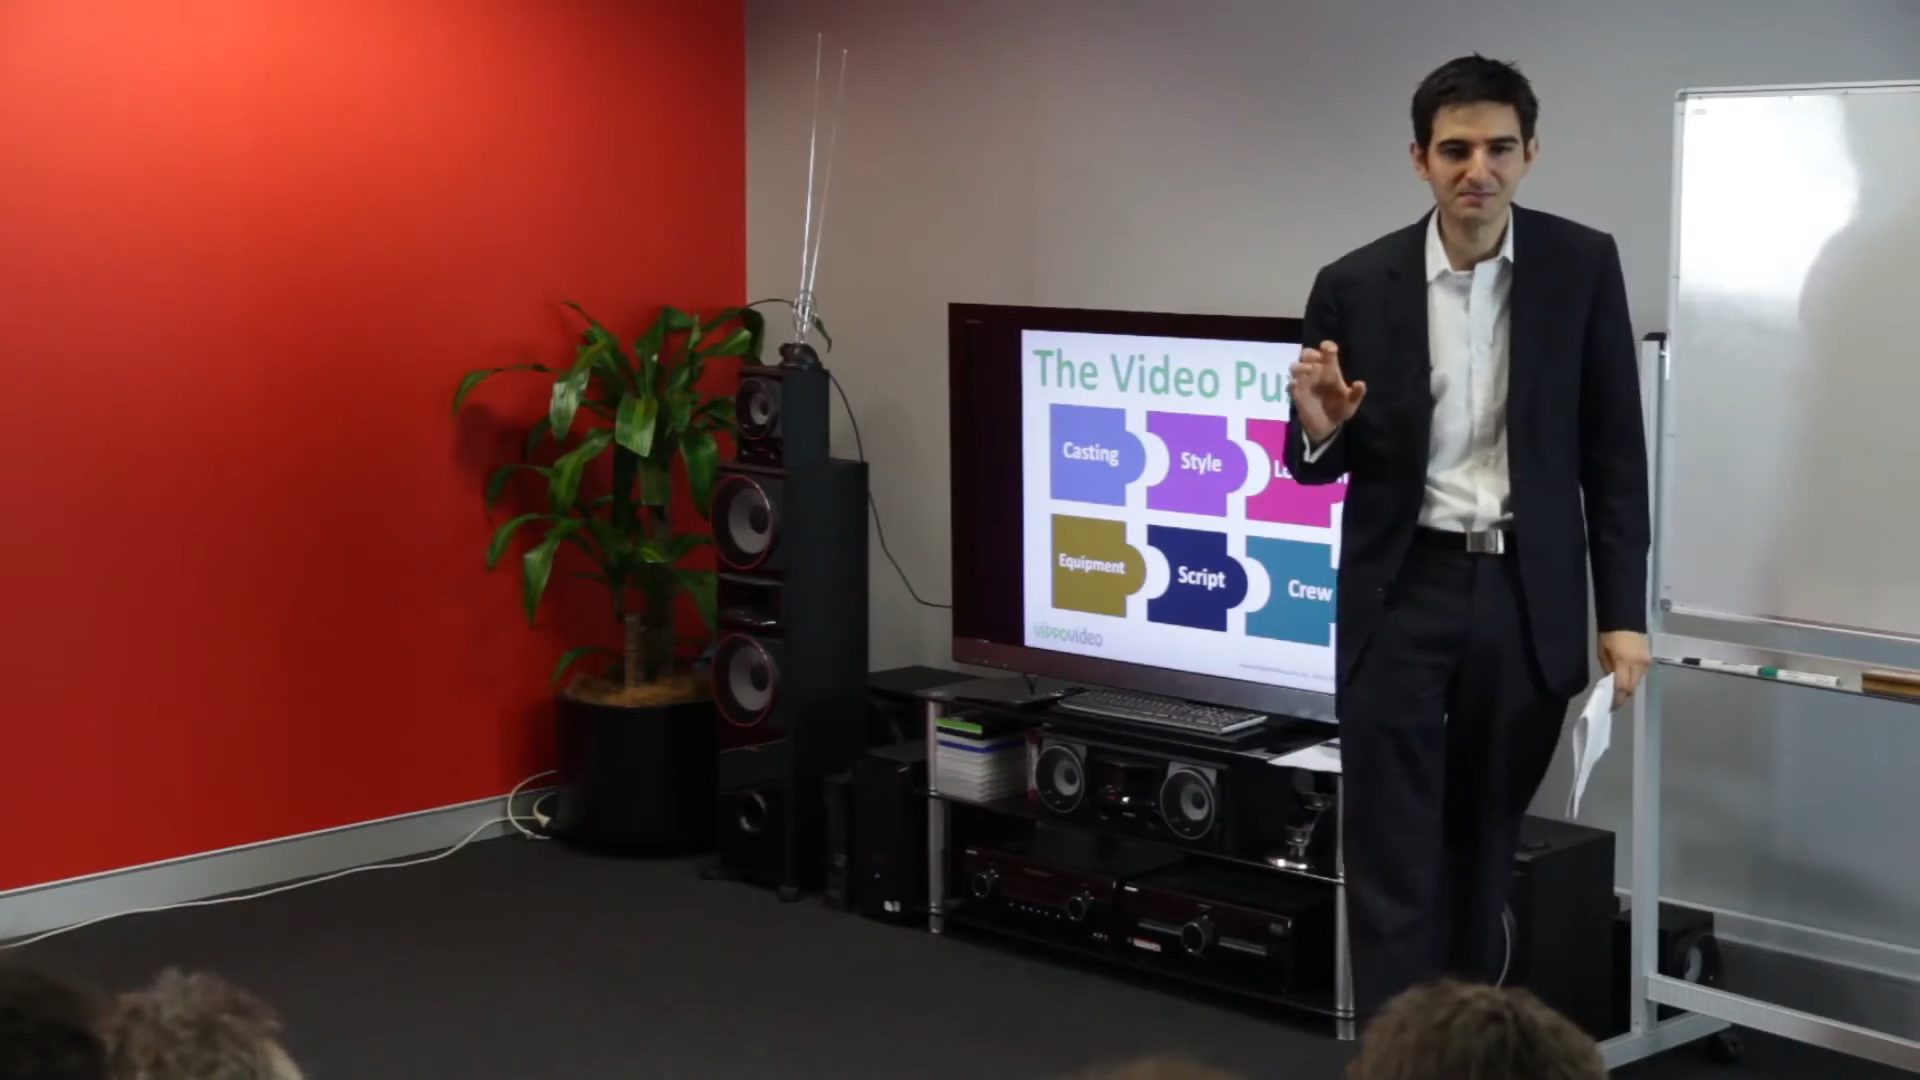 The Video Pu
Casting
Style
Equipment
Script
Crew
vippovideo